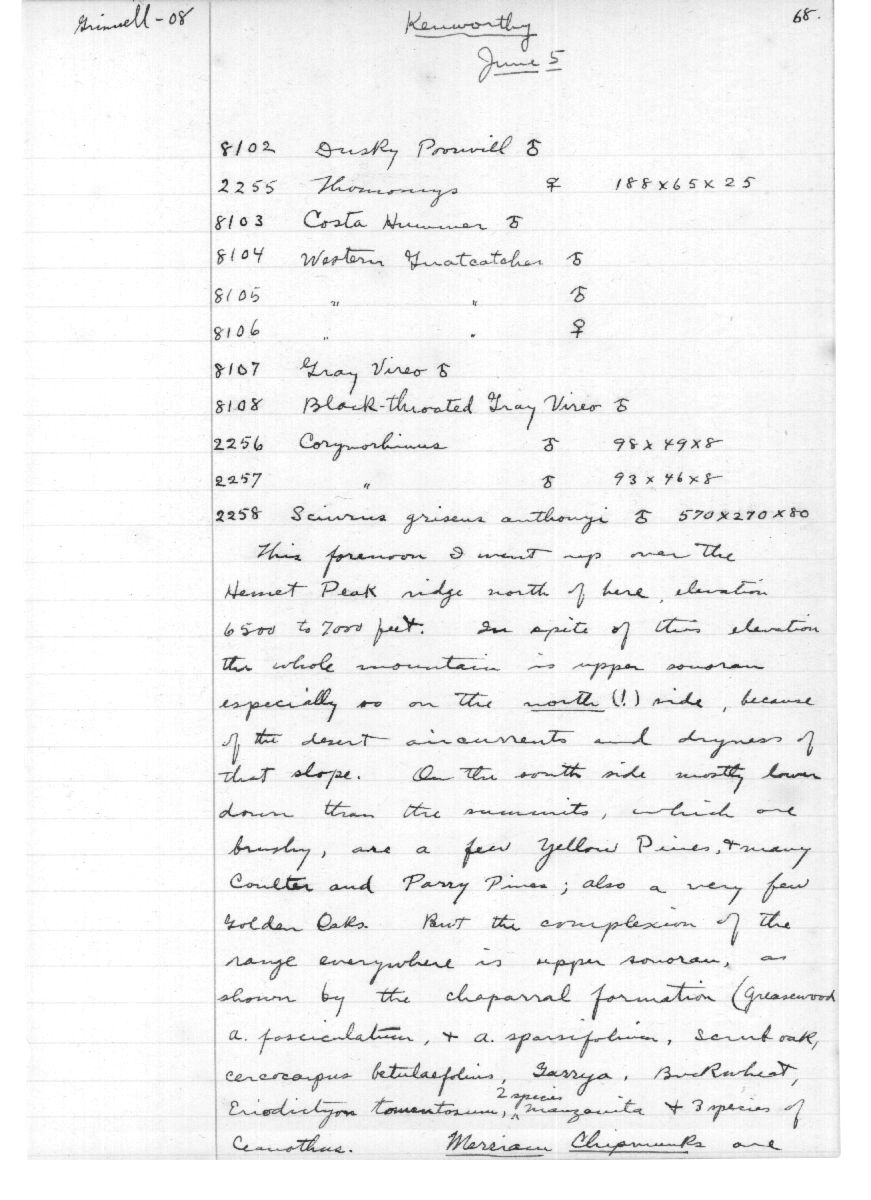 Grinnell - 08
Kenworthy
68.
June 5
8102 Dusky Poorwill ♂
2255 Thomomys ♀ 188 x 65 x 25
8103 Costa Hummer ♂
8104 Western Gnatcatcher ♂
8105 " " ♂
8106 " " ♀
8107 Gray Vireo ♂
8108 Black-throated Gray Vireo ♂
2256 Corynorhinus ♂ 98 x 49 x 8
2257 " ♂ 93 x 46 x 8
2258 Sciurus griseus anthonyi ♂ 570 x 270 x 80
This forenoon I went up over the
Hemet Peak ridge north of here, elevation
6500 to 7000 feet. In spite of this elevation
the whole mountain is upper sonoran
especially so on the north (!) side, because
of the desert aircurrents and dryness of
that slope. On the south side mostly lower
down than the summits, which are
brushy, are a few Yellow Pines, + many
Coulter and Parry Pines; also a very few
Golden Oaks. But the complexion of the
range everywhere is upper sonoran, as
shown by the chaparral formation (Greasewood
A. fasciculatum, + A. sparsifolium, Scrub oak,
cercocarpus betulaefolius, Garrya, Buckwheat,
Eriodictyon tomentosum, 2 species manzanita + 3 species of
Ceanothus. Merriam Chipmunks are